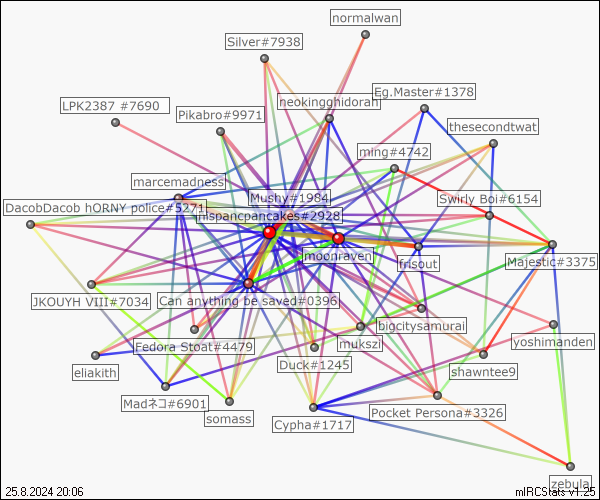 normalwan
Silver#7938
Eg.Master#1378
LPK2387 #7690
neokingghidorah
Pikabro#9971
thesecondtwat
ming#4742
marcemadness
Mushy#1984
Swirly Boi#6154
DacobDacob hORNY police#5271
hispancpancakes#2928
moonraven
frisout
Majestic#3375
JKOUYH VIII#7034
Can anything be saved#0396
bigcitysamurai
mukszi
yoshimanden
Fedora Stoat#4479
Duck#1245
eliakith
shawntee9
Madネコ#6901
somass
Cypha#1717
Pocket Persona#3326
zebula
25.8.2024 20:06
mIRCStats v1.25